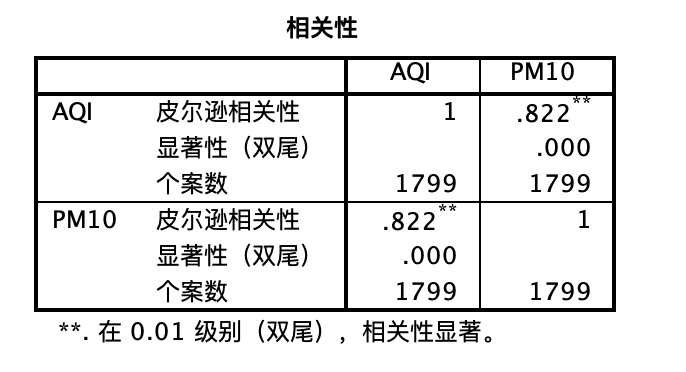 相关性
AQI PM10
AQI 皮尔逊相关性 1 .822**
显著性（双尾） .000
个案数 1799 1799
PM10 皮尔逊相关性 .822** 1
显著性（双尾） .000
个案数 1799 1799
**. 在 0.01 级别（双尾），相关性显著。